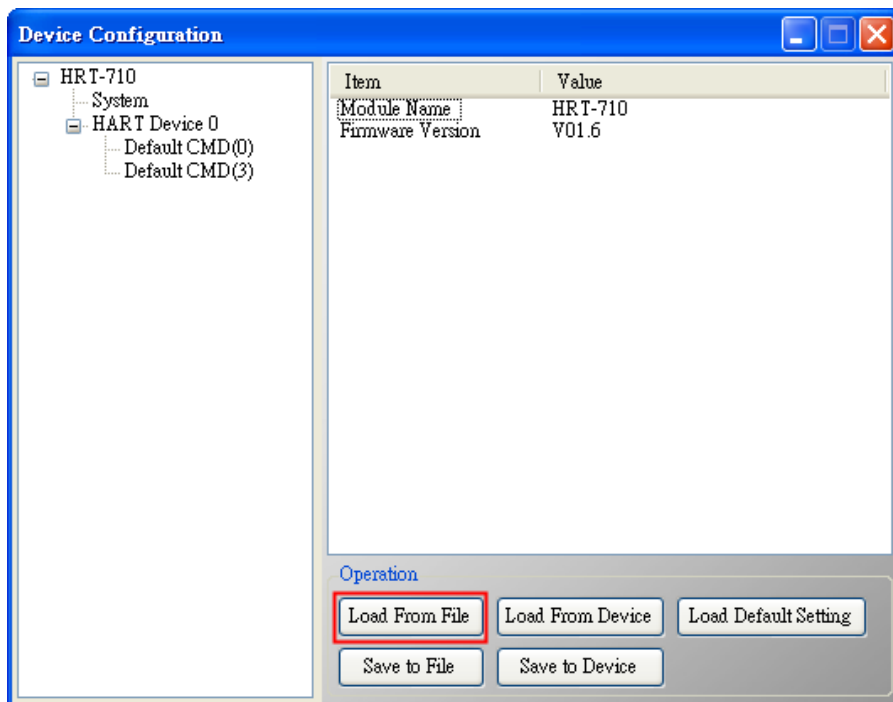 Device Configuration
HRT-710
System
HART Device 0
Default CMD(0)
Default CMD(3)
Item Value
Module Name HRT-710
Firmware Version V01.6
Operation
Load From File Load From Device Load Default Setting
Save to File Save to Device